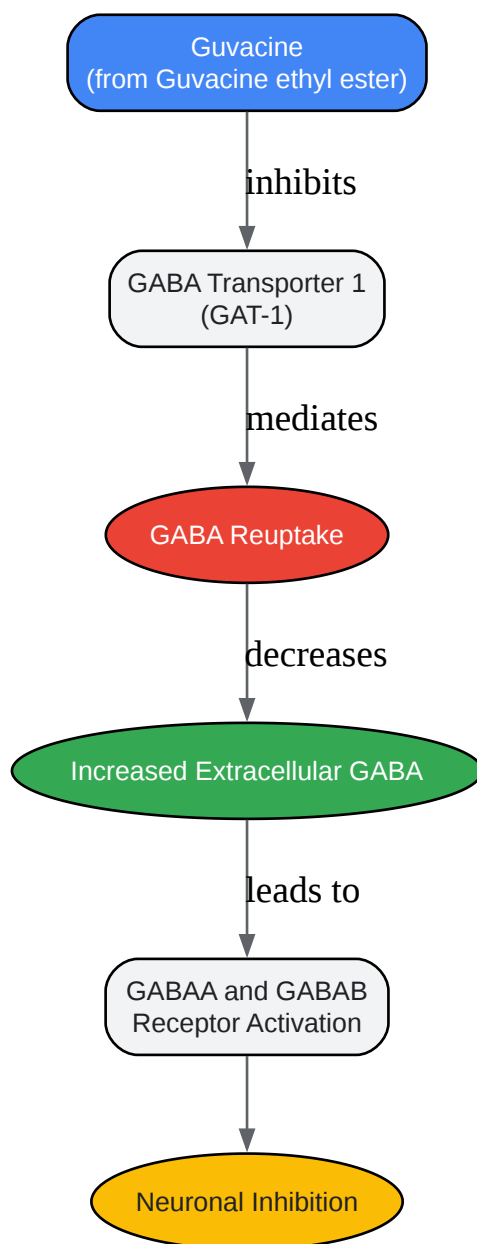 Guvacine
(from Guvacine ethyl ester)
inhibits
GABA Transporter 1
(GAT-1)
mediates
GABA Reuptake
decreases
Increased Extracellular GABA
leads to
GABAA and GABAB
Receptor Activation
Neuronal Inhibition